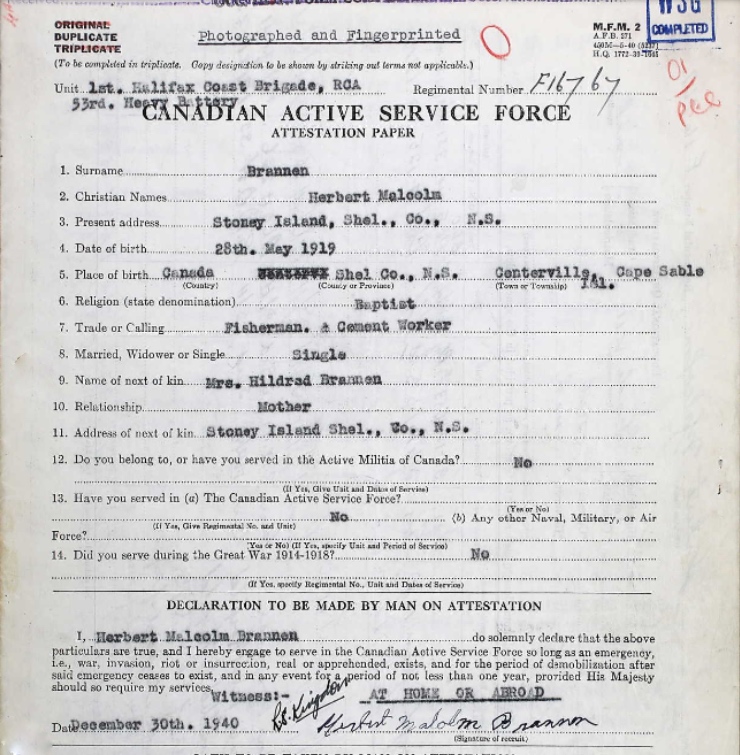 ORIGINAL
DUPLICATE
TRIPLICATE
Photographed and Fingerprinted
M.F.M. 2
A.F.B. 271
H.Q. 1772-39-1645
W S G
COMPLETED
(To be completed in triplicate. Copy designation to be shown by striking out terms not applicable.)
Unit 1st. Halifax Coast Brigade, RCA Regimental Number F16767
53rd. Heavy Battery
CANADIAN ACTIVE SERVICE FORCE
ATTESTATION PAPER
1. Surname Brannen
2. Christian Names Herbert Malcolm
3. Present address Stoney Island, Shel., Co., N.S.
4. Date of birth 28th. May 1919
5. Place of birth Canada Shel Co., N.S. Centerville, Cape Sable
(Country) (County or Province) (Town or Township) Isl.
6. Religion (state denomination) Baptist
7. Trade or Calling Fisherman. & Cement Worker
8. Married, Widower or Single Single
9. Name of next of kin Mrs. Hildred Brannen
10. Relationship Mother
11. Address of next of kin Stoney Island Shel., Co., N.S.
12. Do you belong to, or have you served in the Active Militia of Canada? No
(If Yes, Give Unit and Dates of Service)
13. Have you served in (a) The Canadian Active Service Force?
(Yes or No)
No (b) Any other Naval, Military, or Air
(If Yes, Give Regimental No. and Unit)
Force?
(Yes or No) (If Yes, specify Unit and Period of Service)
14. Did you serve during the Great War 1914-1918? No
(If Yes, specify Regimental No., Unit and Dates of Service)
DECLARATION TO BE MADE BY MAN ON ATTESTATION
I, Herbert Malcolm Brannen do solemnly declare that the above
particulars are true, and I hereby engage to serve in the Canadian Active Service Force so long as an emergency,
i.e., war, invasion, riot or insurrection, real or apprehended, exists, and for the period of demobilization after
said emergency ceases to exist, and in any event for a period of not less than one year, provided His Majesty
should so require my services.
Witness:- AT HOME OR ABROAD
Date December 30th. 1940 Herbert Malcolm Brannen
(Signature of recruit)